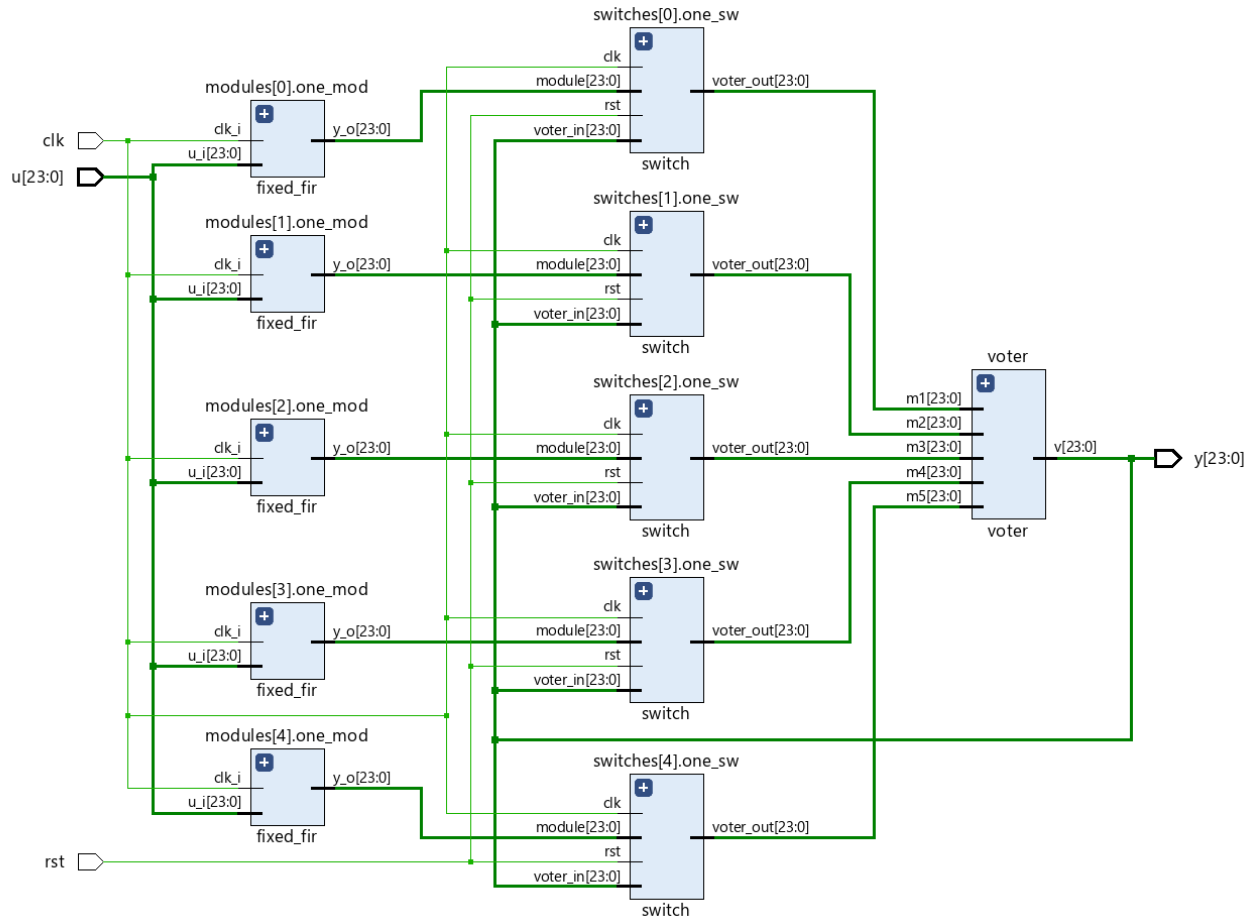 switches[0].one_sw
clk
module[23:0]
rst
voter_in[23:0]
voter_out[23:0]
switch
modules[0].one_mod
clk_i
u_i[23:0]
y_o[23:0]
fixed_fir
clk
u[23:0]
switches[1].one_sw
clk
module[23:0]
rst
voter_in[23:0]
voter_out[23:0]
switch
modules[1].one_mod
clk_i
u_i[23:0]
y_o[23:0]
fixed_fir
switches[2].one_sw
clk
module[23:0]
rst
voter_in[23:0]
voter_out[23:0]
switch
modules[2].one_mod
clk_i
u_i[23:0]
y_o[23:0]
fixed_fir
voter
m1[23:0]
m2[23:0]
m3[23:0]
m4[23:0]
m5[23:0]
v[23:0]
voter
y[23:0]
switches[3].one_sw
clk
module[23:0]
rst
voter_in[23:0]
voter_out[23:0]
switch
modules[3].one_mod
clk_i
u_i[23:0]
y_o[23:0]
fixed_fir
modules[4].one_mod
clk_i
u_i[23:0]
y_o[23:0]
fixed_fir
switches[4].one_sw
clk
module[23:0]
rst
voter_in[23:0]
voter_out[23:0]
switch
rst